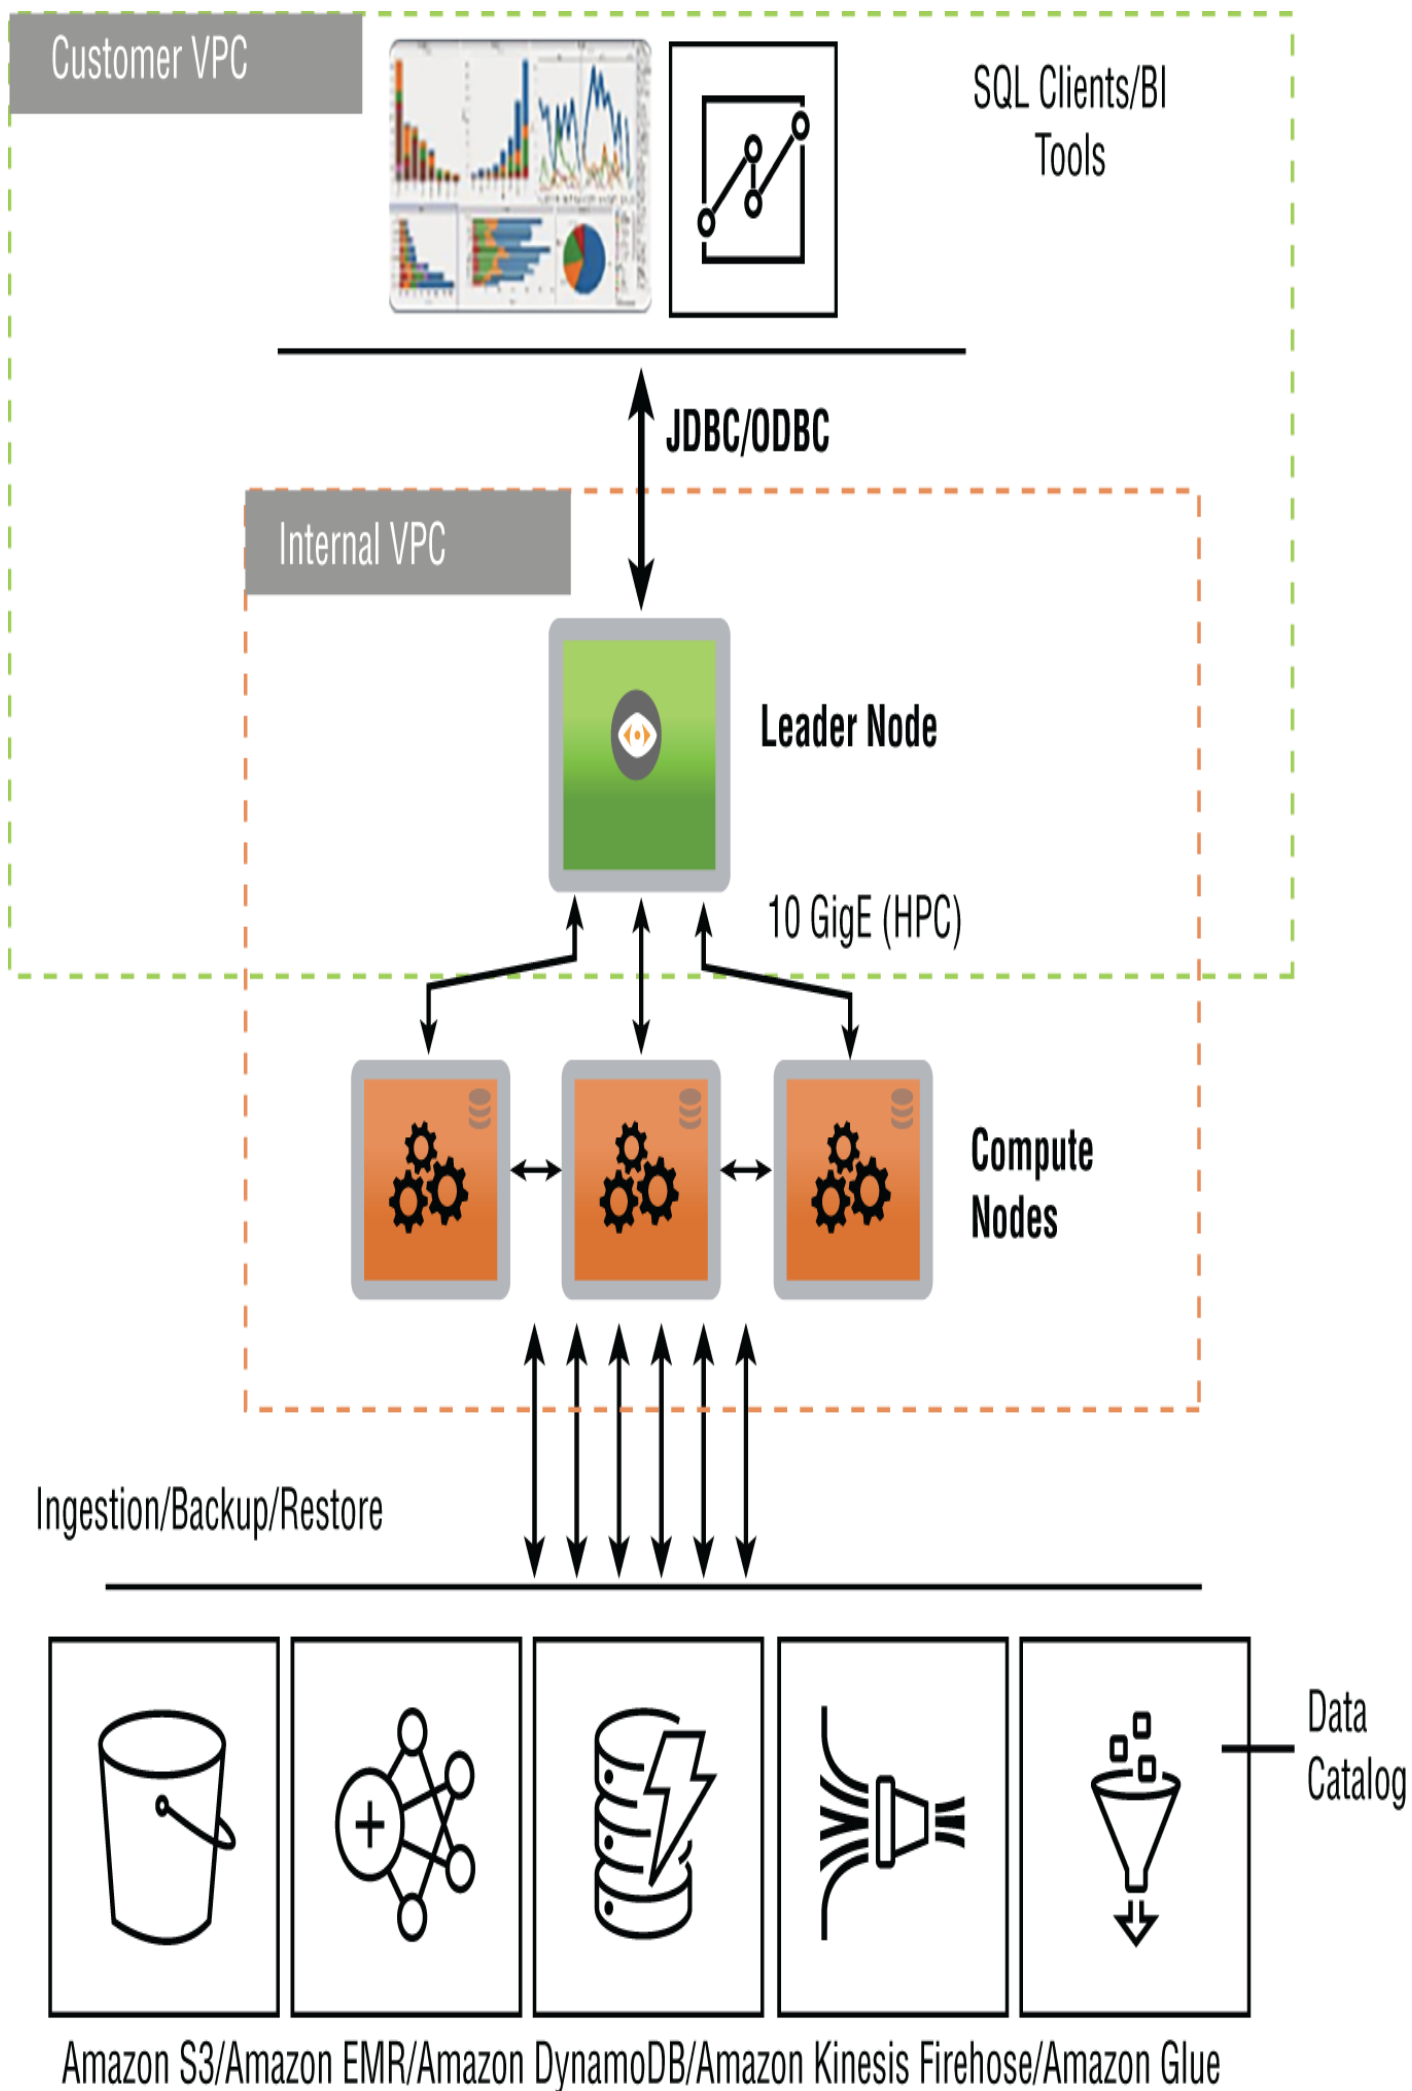 Customer VPC
SQL Clients/BI
Tools
JDBC/ODBC
Internal VPC
Leader Node
10 GigE (HPC)
Compute
Nodes
Ingestion/Backup/Restore
Data
Catalog
Amazon S3/Amazon EMR/Amazon DynamoDB/Amazon Kinesis Firehose/Amazon Glue